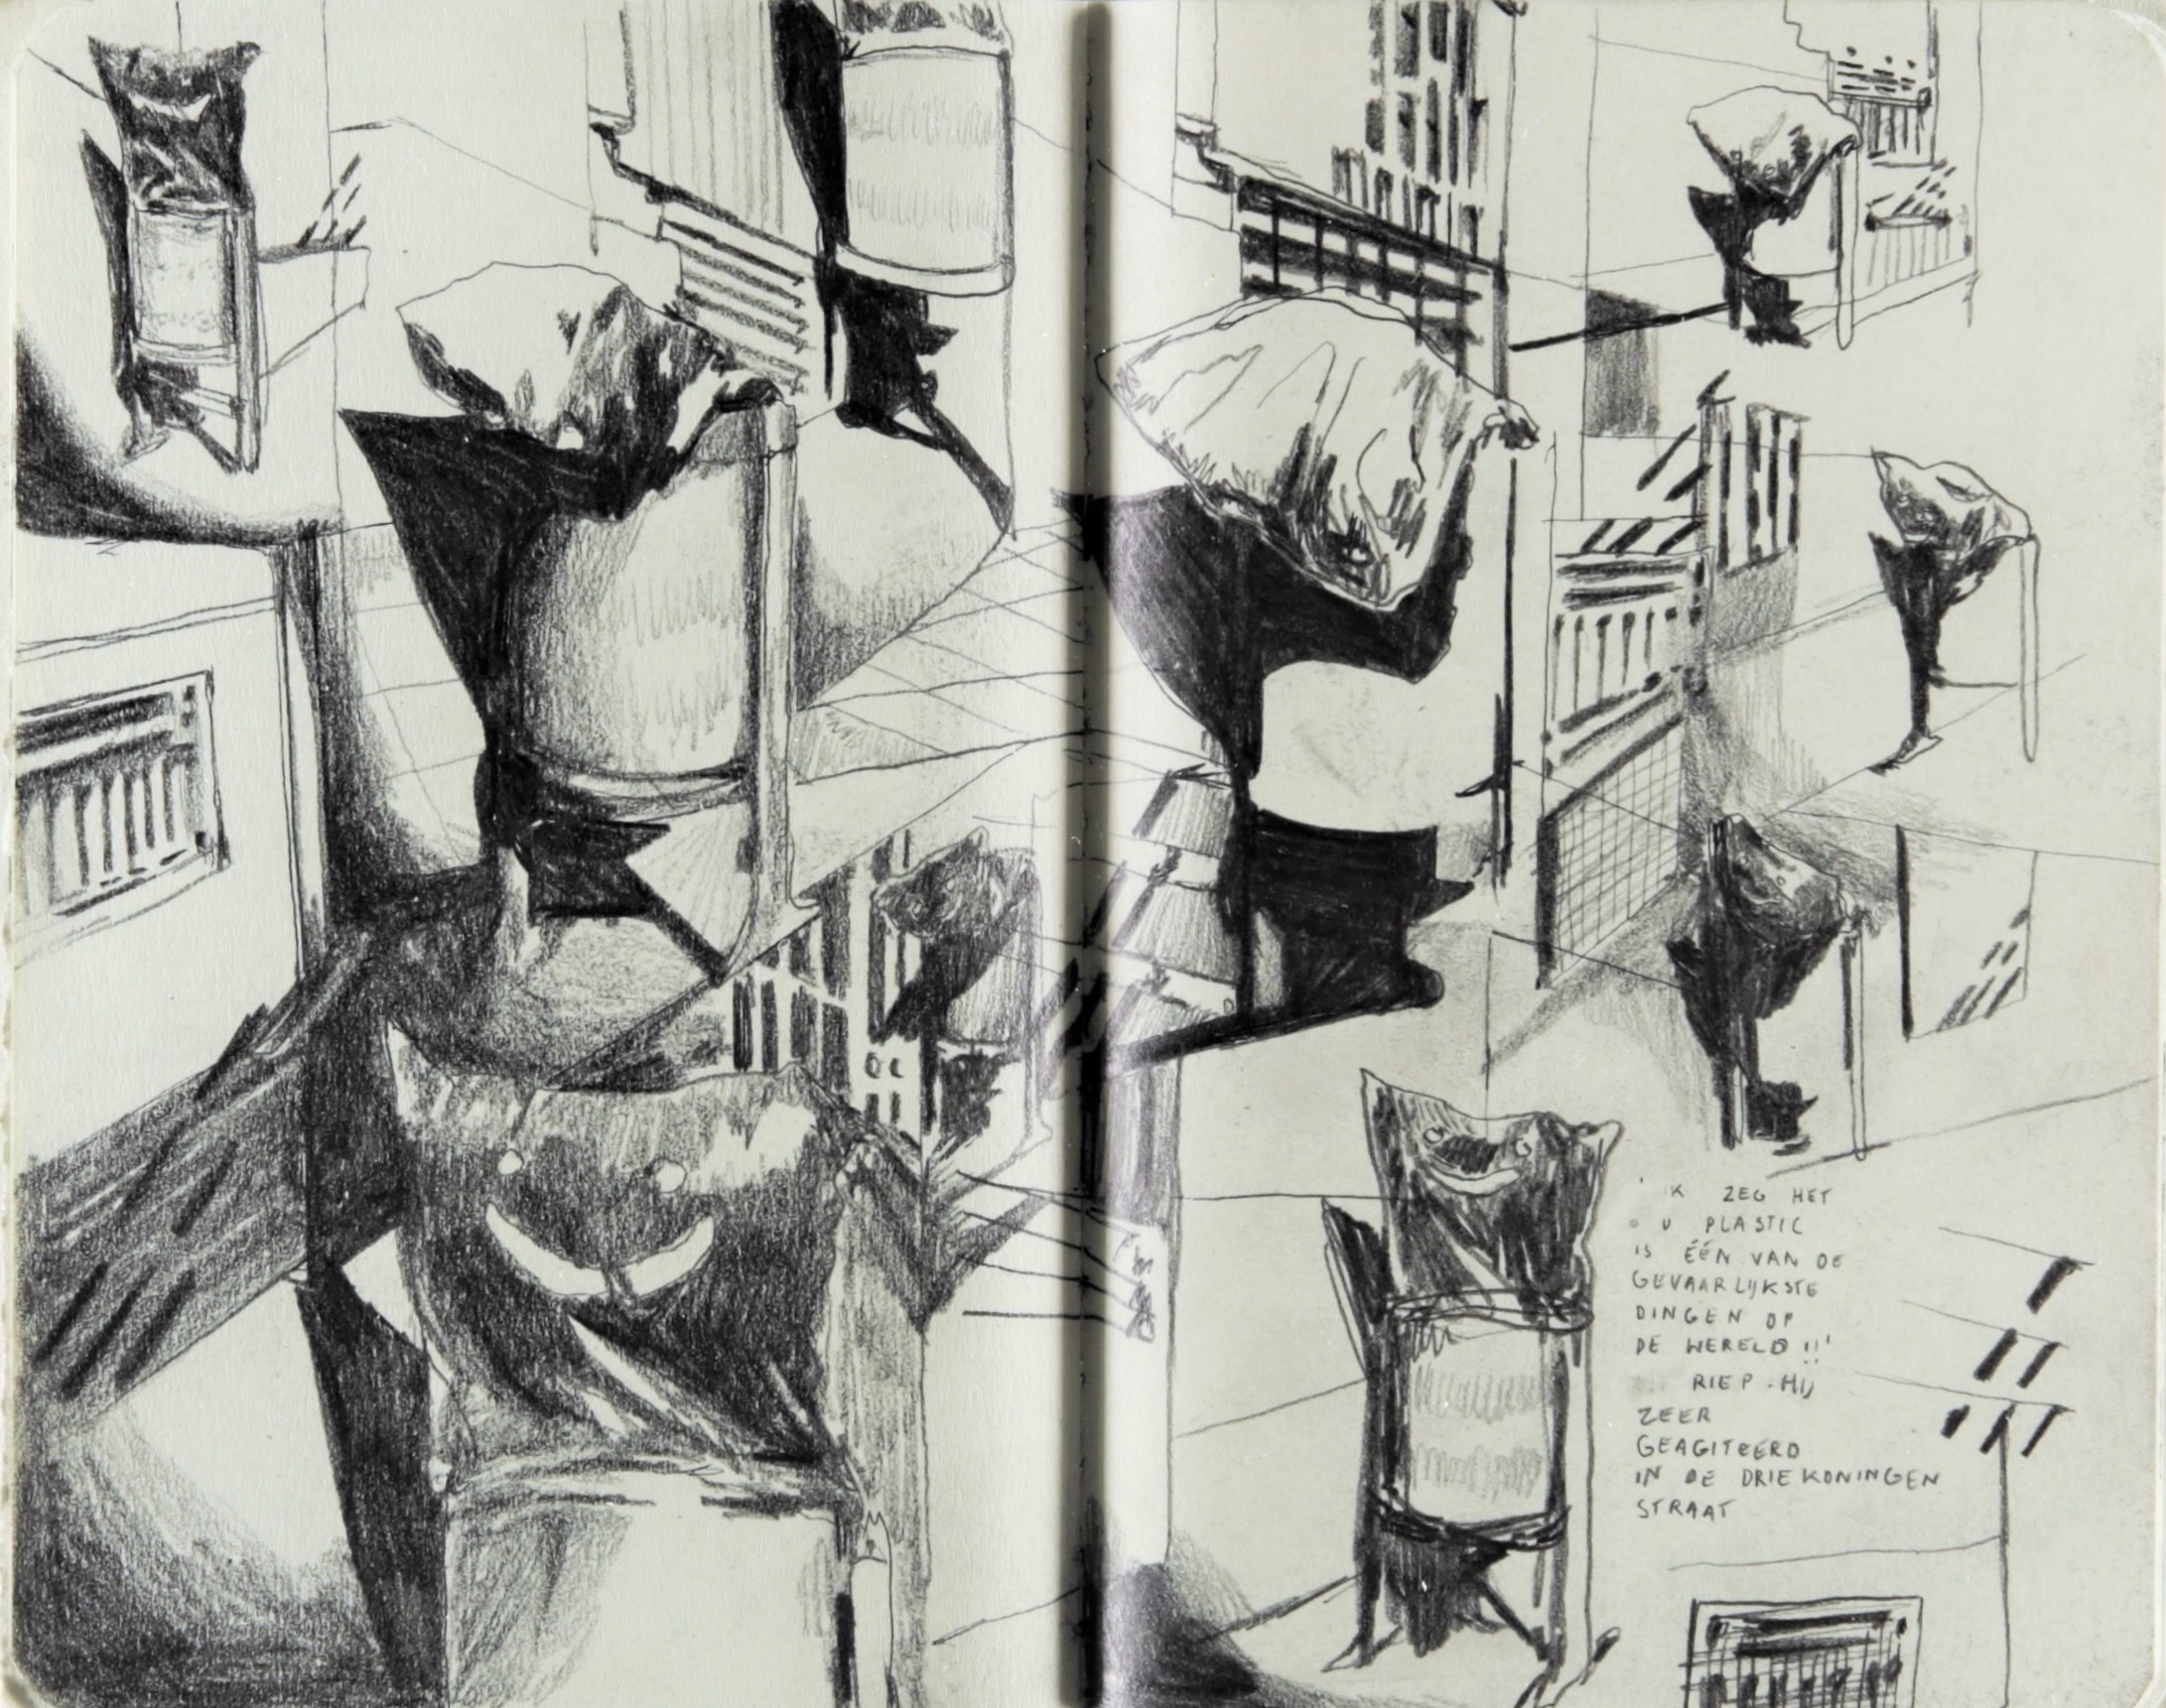 ' IK ZEG HET
U PLASTIC
IS ÉÉN VAN DE
GEVAARLIJKSTE
DINGEN OP
DE WERELD !!'
RIEP HIJ
ZEER
GEAGITEERD
IN DE DRIEKONINGEN
STRAAT